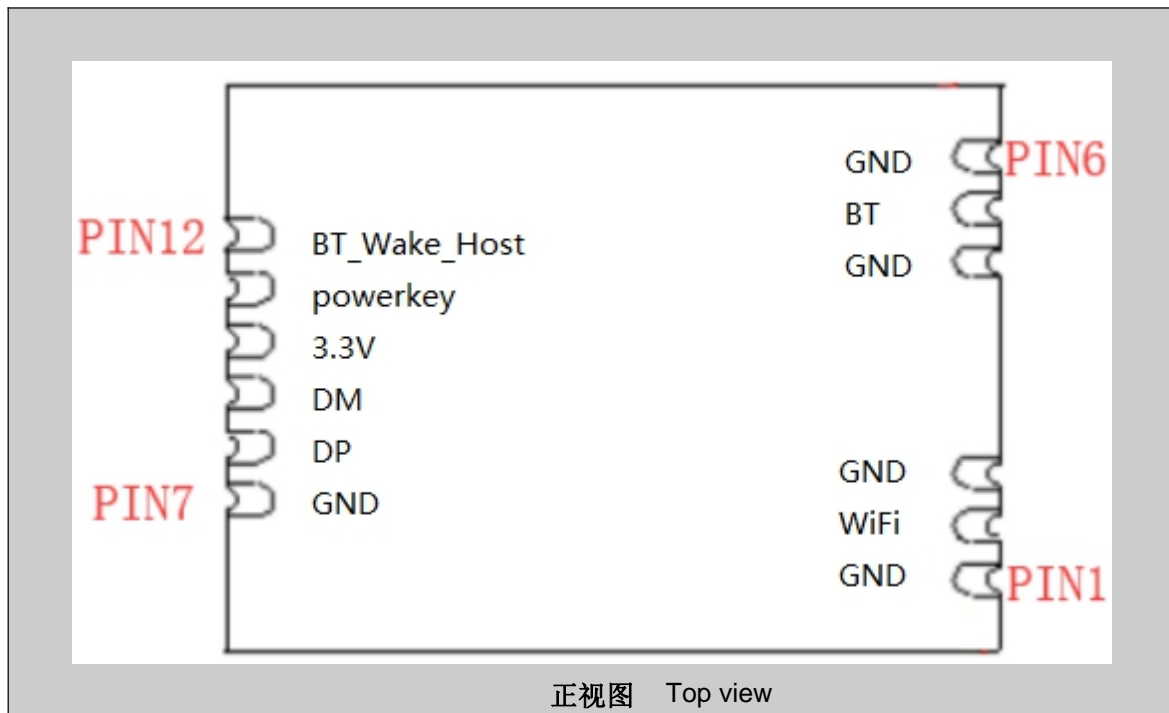 GND PIN6
BT
GND
PIN12 BT_Wake_Host
powerkey
3.3V
DM
DP
PIN7 GND
GND
WiFi
GND PIN1
正视图 Top view